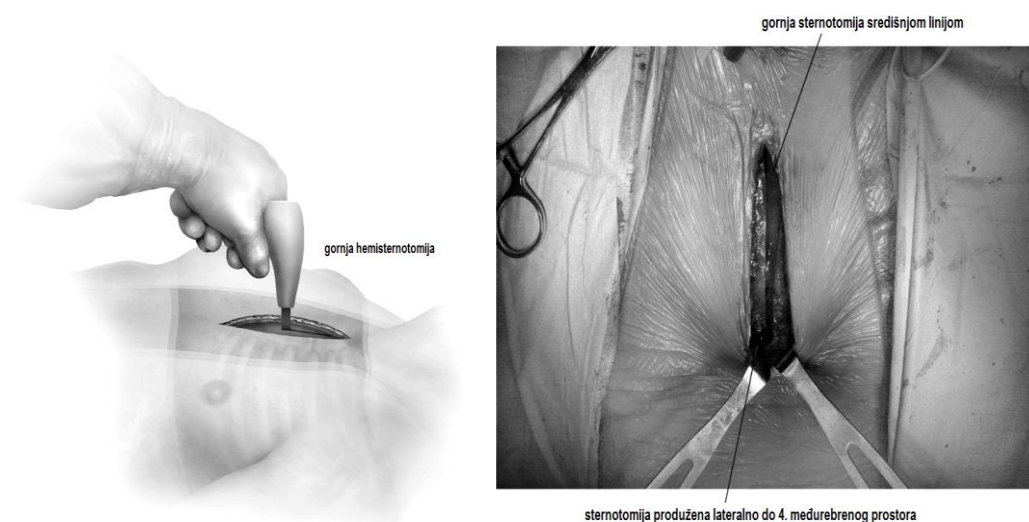 gornja sternotomija središnjom linijom
gornja hemisternotomija
sternotomija produžena lateralno do 4. međurebrenog prostora